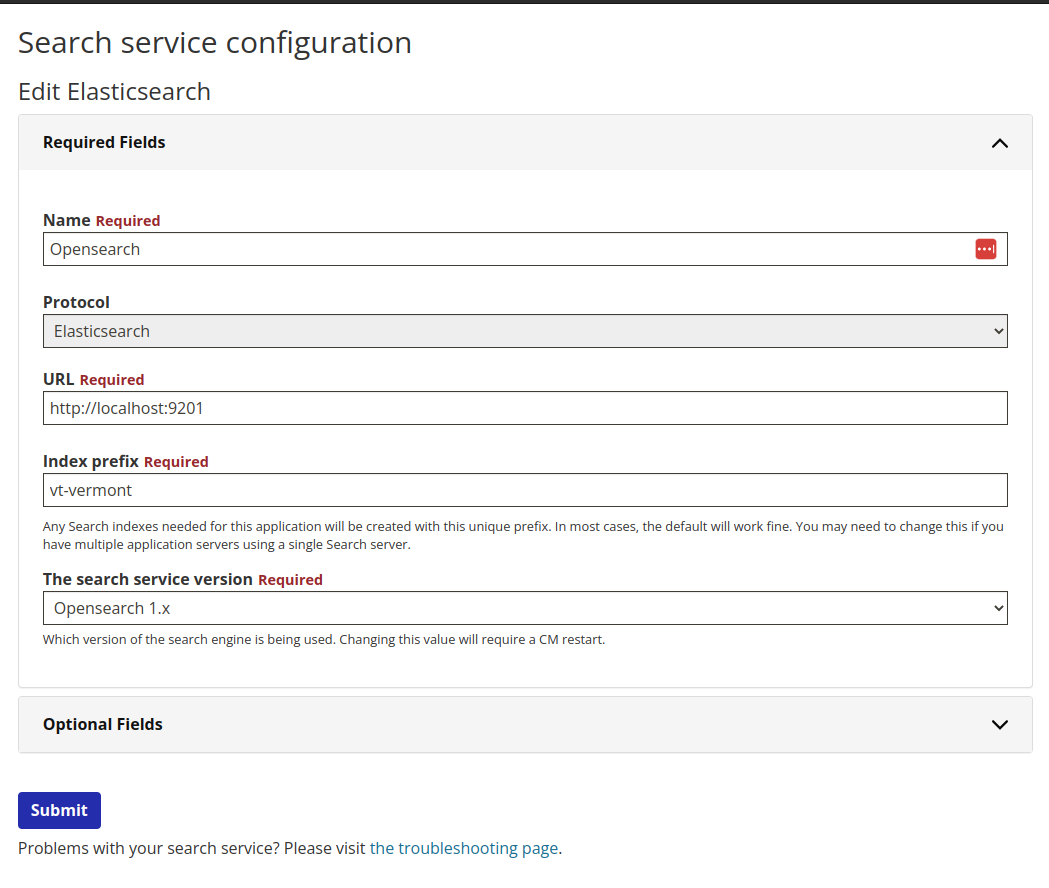 Search service configuration
Edit Elasticsearch
Required Fields
Name Required
Opensearch
Protocol
Elasticsearch
URL Required
http://localhost:9201
Index prefix Required
vt-vermont
Any Search indexes needed for this application will be created with this unique prefix. In most cases, the default will work fine. You may need to change this if you
have multiple application servers using a single Search server.
The search service version Required
Opensearch 1.x
Which version of the search engine is being used. Changing this value will require a CM restart.
Optional Fields
Submit
Problems with your search service? Please visit the troubleshooting page.